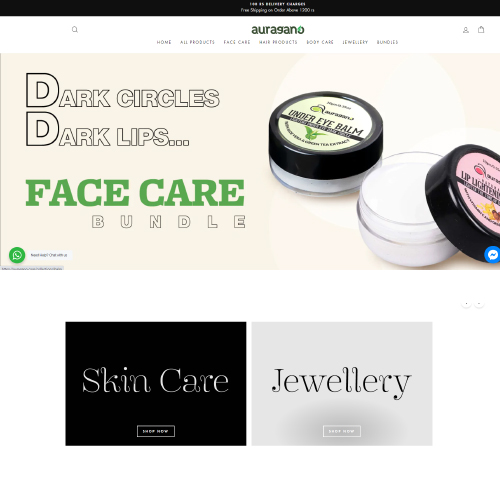 100 RS DELIVERY CHARGES
Free Shipping on Order Above 1200 rs
auragano
HOME ALL PRODUCTS FACE CARE HAIR PRODUCTS BODY CARE JEWELLERY BUNDLES
DARK CIRCLES
DARK LIPS...
FACE CARE
BUNDLE
auragano
UNDER EYE BALM
LIP LIGHTENING
Need Help? Chat with us
Skin Care
SHOP NOW
Jewellery
SHOP NOW